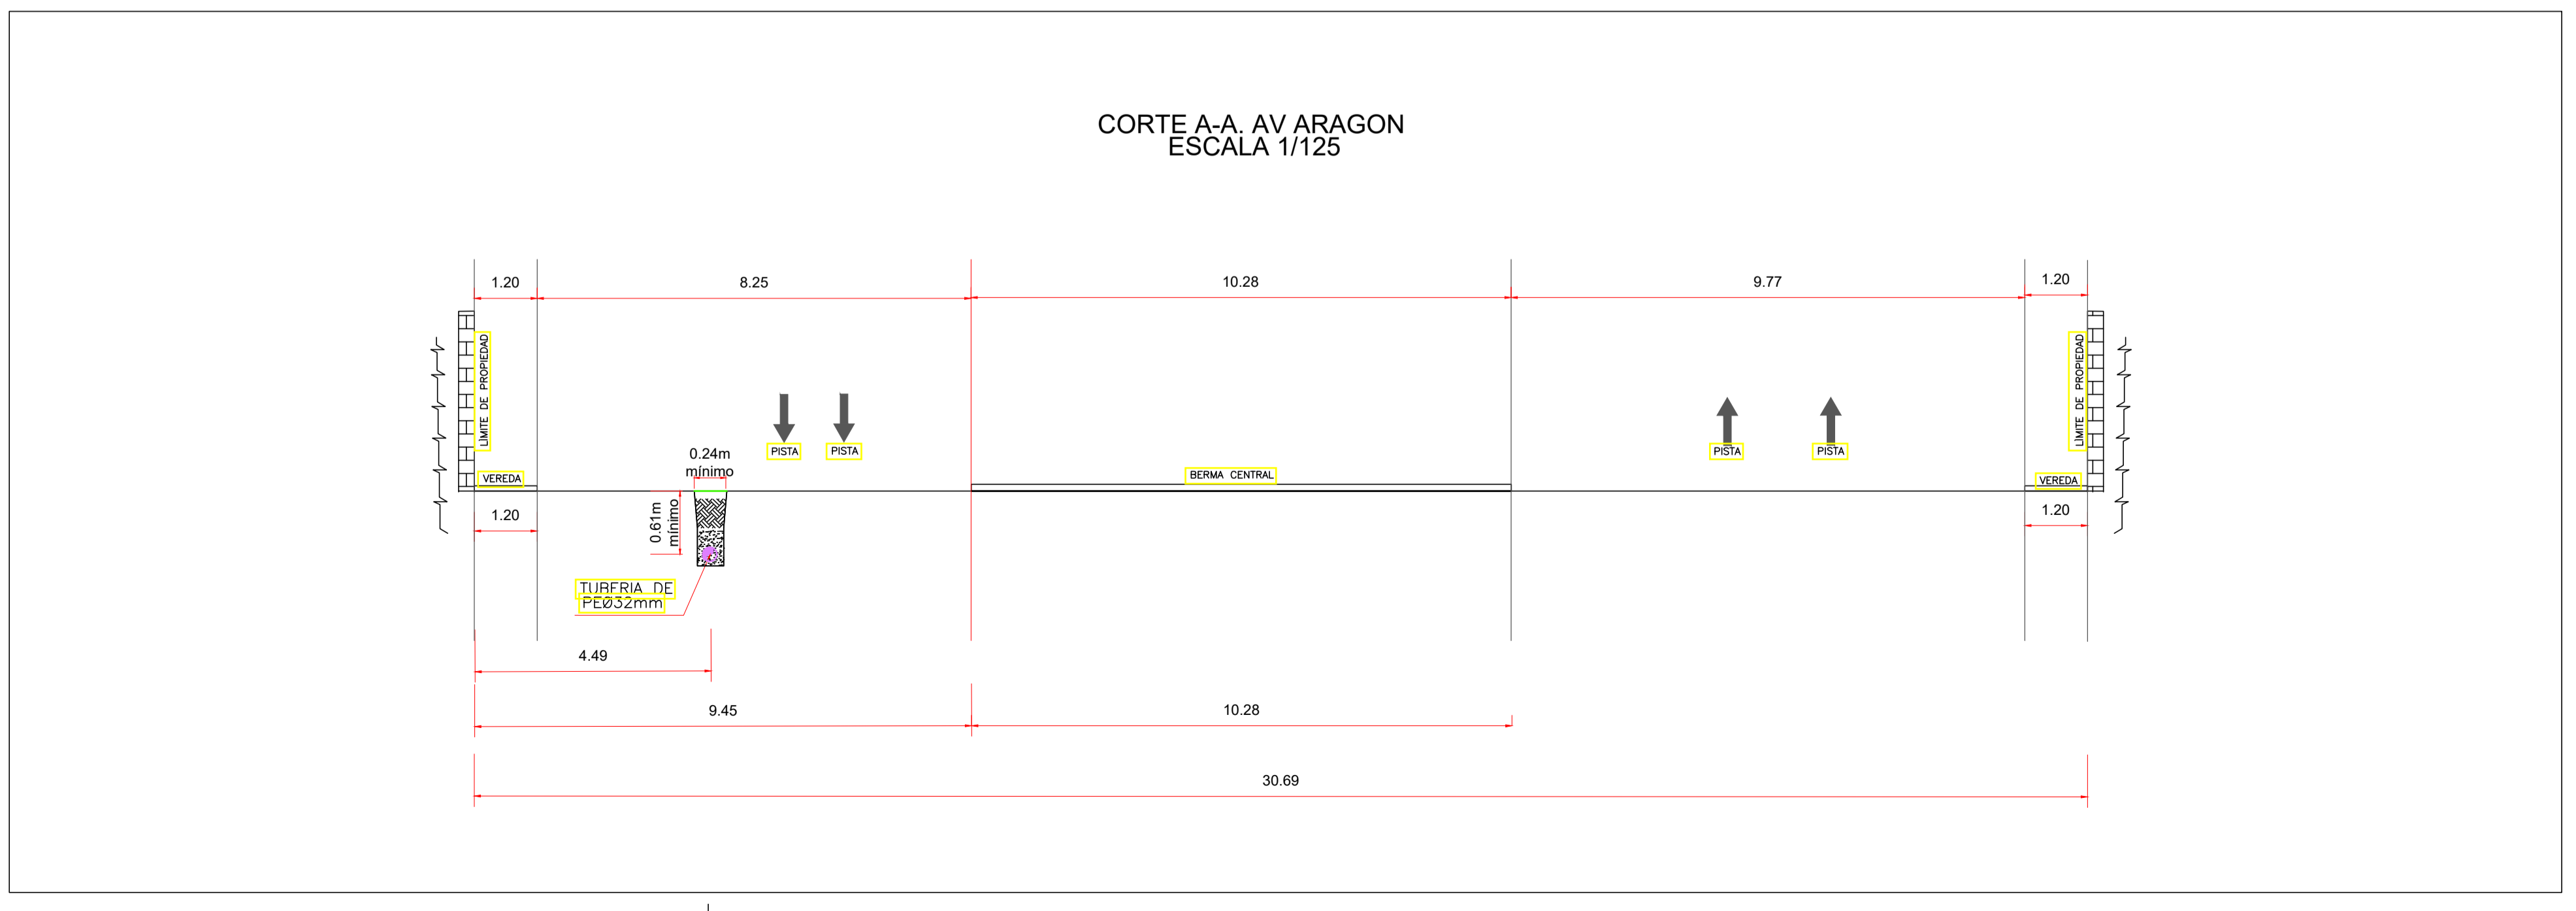 CORTE A-A. AV ARAGON
ESCALA 1/125
1.20
8.25
10.28
9.77
1.20
LÌMITE DE PROPIEDAD
LÌMITE DE PROPIEDAD
PISTA
PISTA
PISTA
PISTA
0.24m
mínimo
VEREDA
BERMA CENTRAL
VEREDA
1.20
0.61m
mínimo
1.20
TUBERIA DE
PEØ32mm
4.49
9.45
10.28
30.69